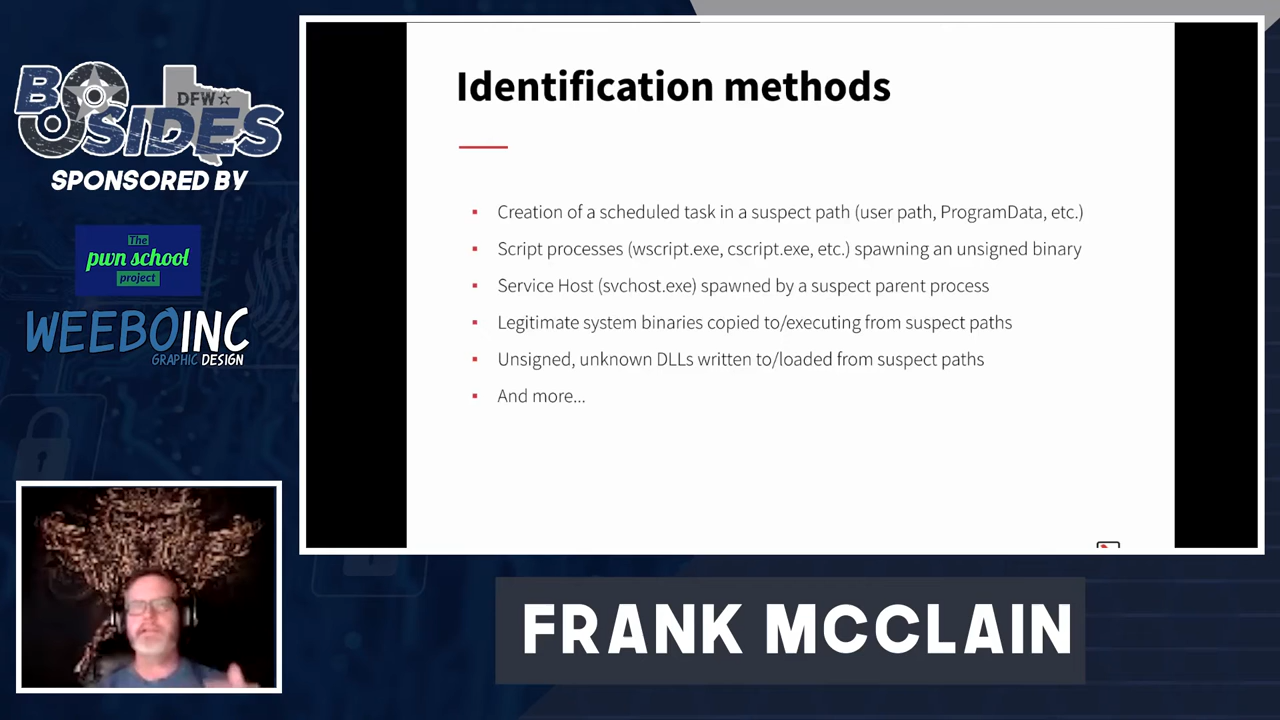 BSIDES
DFW
SPONSORED BY
The
pwn school
project
WEEBOINC
GRAPHIC DESIGN
Identification methods
▪ Creation of a scheduled task in a suspect path (user path, ProgramData, etc.)
▪ Script processes (wscript.exe, cscript.exe, etc.) spawning an unsigned binary
▪ Service Host (svchost.exe) spawned by a suspect parent process
▪ Legitimate system binaries copied to/executing from suspect paths
▪ Unsigned, unknown DLLs written to/loaded from suspect paths
▪ And more...
FRANK MCCLAIN